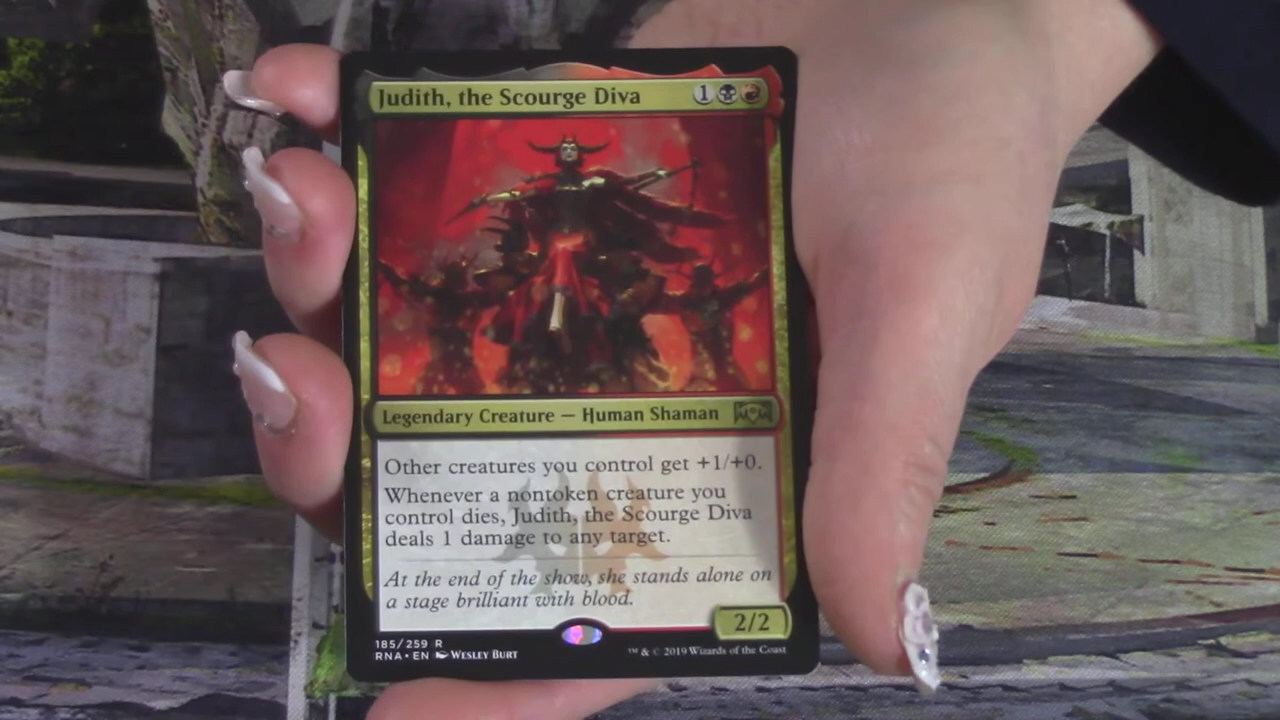 Judith, the Scourge Diva 1
Legendary Creature — Human Shaman
Other creatures you control get +1/+0.
Whenever a nontoken creature you
control dies, Judith, the Scourge Diva
deals 1 damage to any target.
At the end of the show, she stands alone on
a stage brilliant with blood.
2/2
185/259 R
RNA • EN Wesley Burt
™ & © 2019 Wizards of the Coast